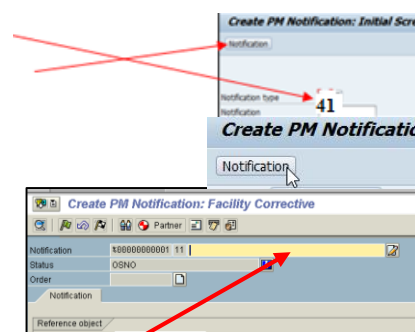 Create PM Notification: Initial Scre
Notification
Notification type
41
Notification
Create PM Notificatio
Notification
Create PM Notification: Facility Corrective
Partner
Notification %00000000001 11
Status OSNO
Order
Notification
Reference object